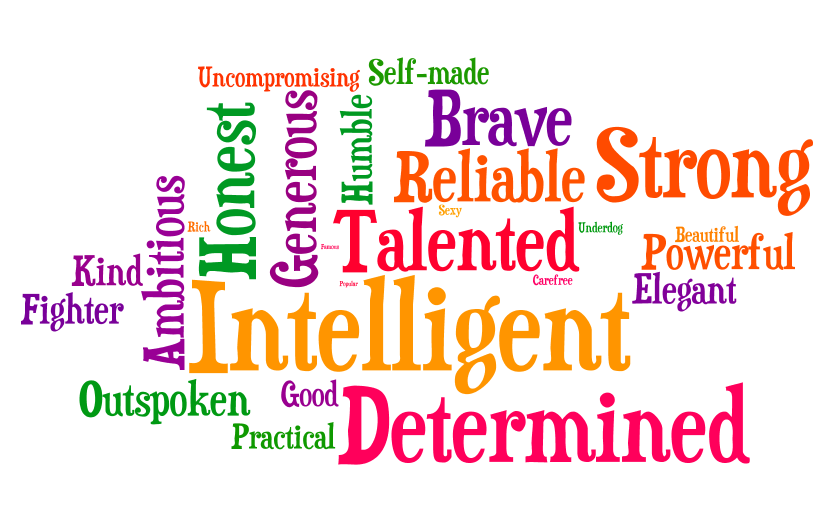 Uncompromising
Self-made
Brave
Honest
Generous
Humble
Reliable
Strong
Ambitious
Rich
Sexy
Talented
Famous
Underdog
Beautiful
Powerful
Kind
Popular
Carefree
Elegant
Fighter
Intelligent
Outspoken
Good
Determined
Practical